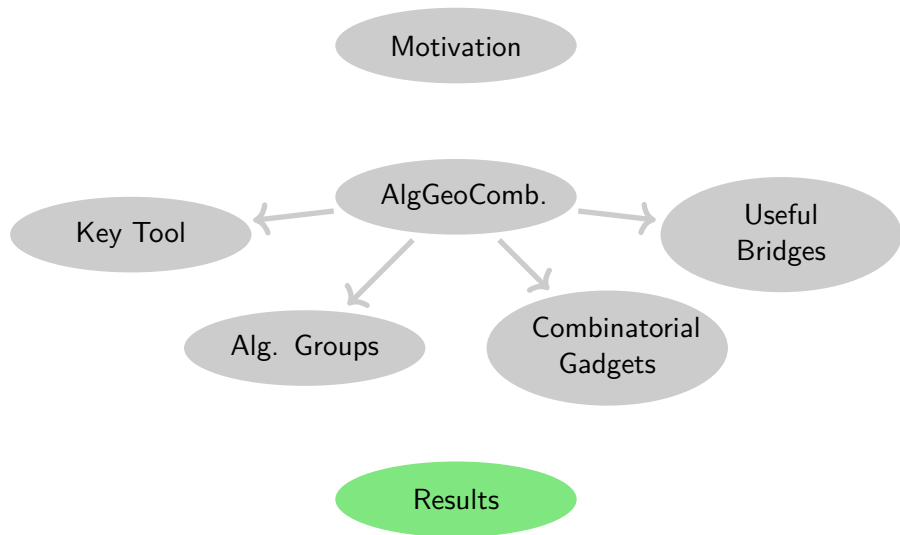 Motivation
AlgGeoComb.
Key Tool
Useful
Bridges
Alg. Groups
Combinatorial
Gadgets
Results